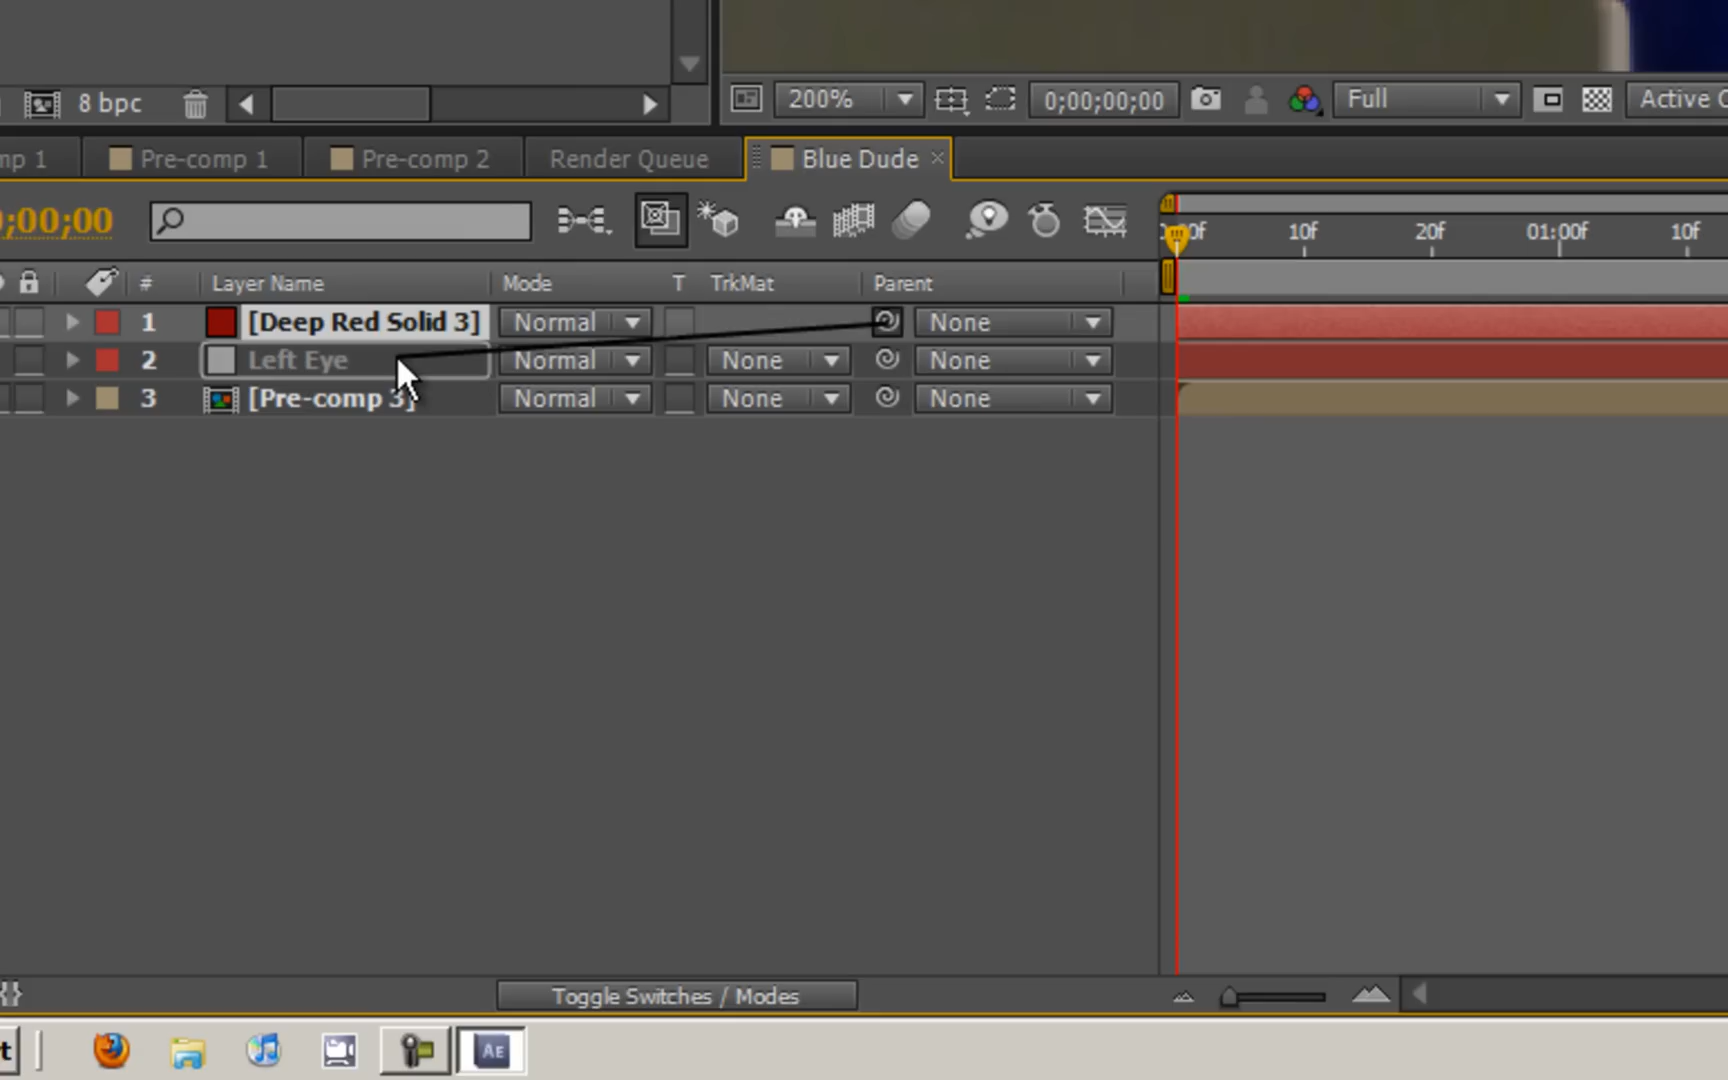 8 bpc
200%
0;00;00;00
Full
Active C
mp 1
Pre-comp 1
Pre-comp 2
Render Queue
Blue Dude
;00;00
10f
20f
01:00f
10f
#
Layer Name
Mode
T
TrkMat
Parent
1
[Deep Red Solid 3]
Normal
None
2
Left Eye
Normal
None
None
3
[Pre-comp 3]
Normal
None
None
Toggle Switches / Modes
t
AE